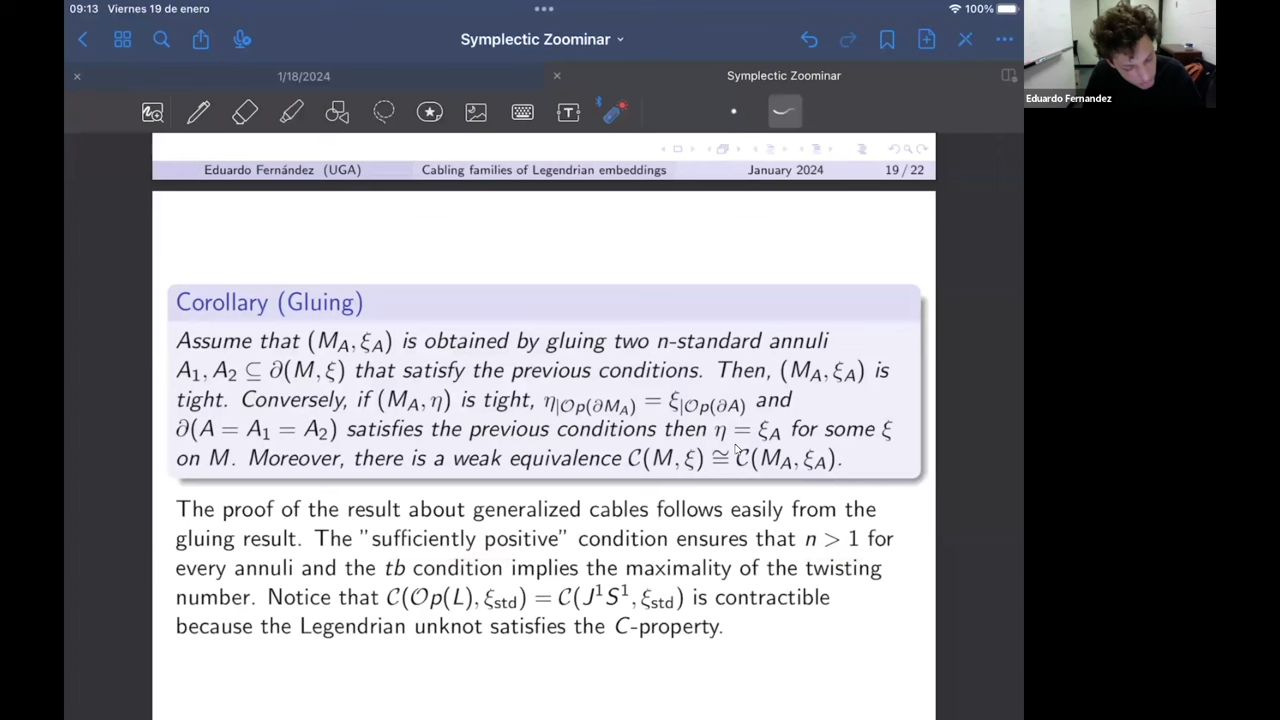 09:13 Viernes 19 de enero
100%
Symplectic Zoominar
1/18/2024
Symplectic Zoominar
Eduardo Fernandez
Eduardo Fernández (UGA) Cabling families of Legendrian embeddings January 2024 19 / 22
Corollary (Gluing)
Assume that (M_A, ξ_A) is obtained by gluing two n-standard annuli
A_1, A_2 ⊆ ∂(M, ξ) that satisfy the previous conditions. Then, (M_A, ξ_A) is
tight. Conversely, if (M_A, η) is tight, η_{|𝒪p(∂M_A)} = ξ_{|𝒪p(∂A)} and
∂(A = A_1 = A_2) satisfies the previous conditions then η = ξ_A for some ξ
on M. Moreover, there is a weak equivalence 𝒞(M, ξ) ≅ 𝒞(M_A, ξ_A).
The proof of the result about generalized cables follows easily from the
gluing result. The "sufficiently positive" condition ensures that n > 1 for
every annuli and the tb condition implies the maximality of the twisting
number. Notice that 𝒞(𝒪p(L), ξ_std) = 𝒞(J^1S^1, ξ_std) is contractible
because the Legendrian unknot satisfies the C-property.